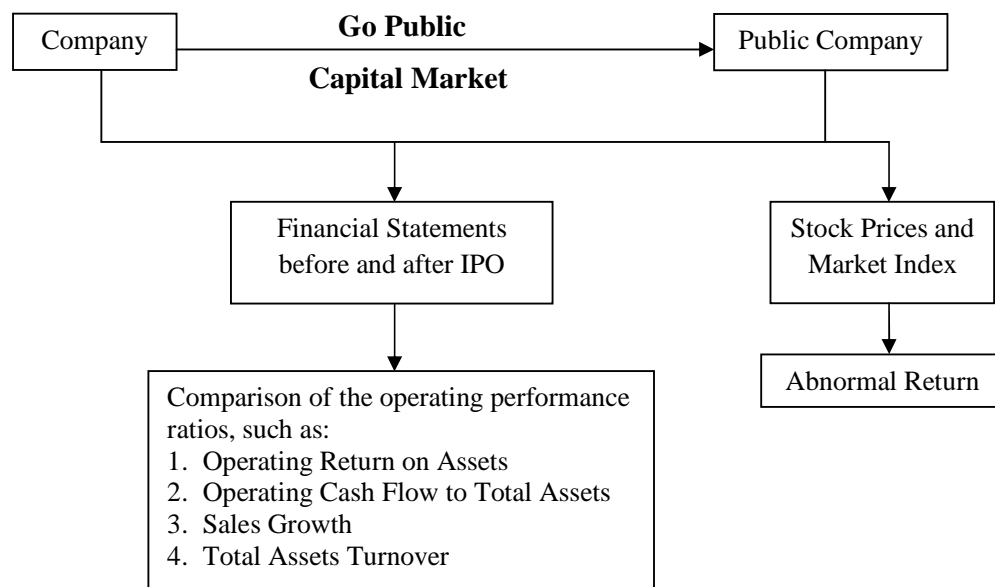 Company
Go Public
Capital Market
Public Company
Financial Statements
before and after IPO
Stock Prices and
Market Index
Abnormal Return
Comparison of the operating performance
ratios, such as:
1. Operating Return on Assets
2. Operating Cash Flow to Total Assets
3. Sales Growth
4. Total Assets Turnover